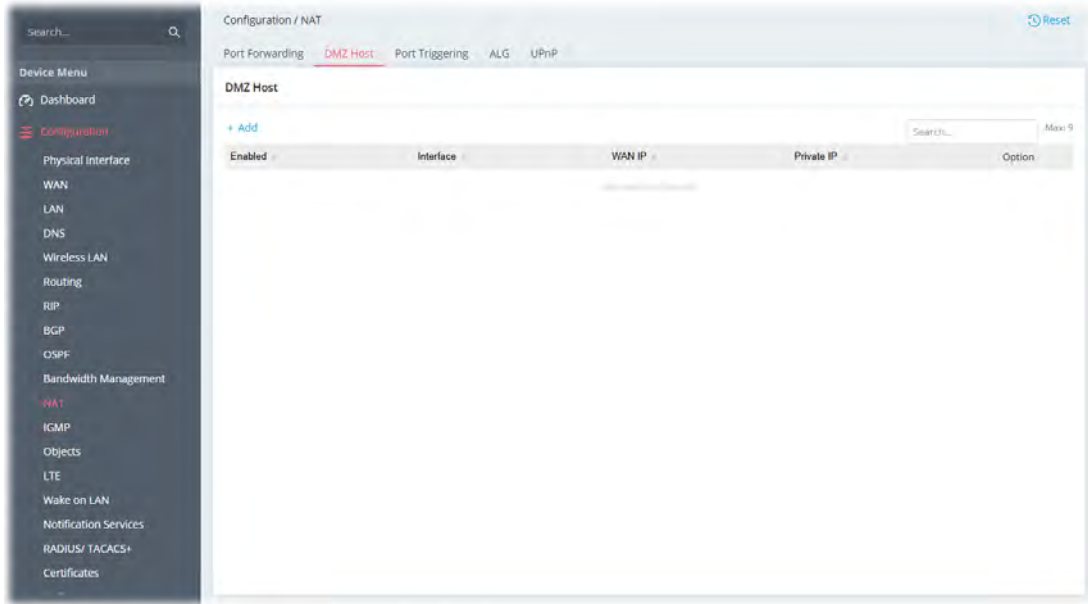 Search...
Device Menu
Dashboard
Configuration
Physical Interface
WAN
LAN
DNS
Wireless LAN
Routing
RIP
BGP
OSPF
Bandwidth Management
NAT
IGMP
Objects
LTE
Wake on LAN
Notification Services
RADIUS/ TACACS+
Certificates
Configuration / NAT
Reset
Port Forwarding DMZ Host Port Triggering ALG UPnP
DMZ Host
+ Add Search... Max: 9
Enabled Interface WAN IP Private IP Option